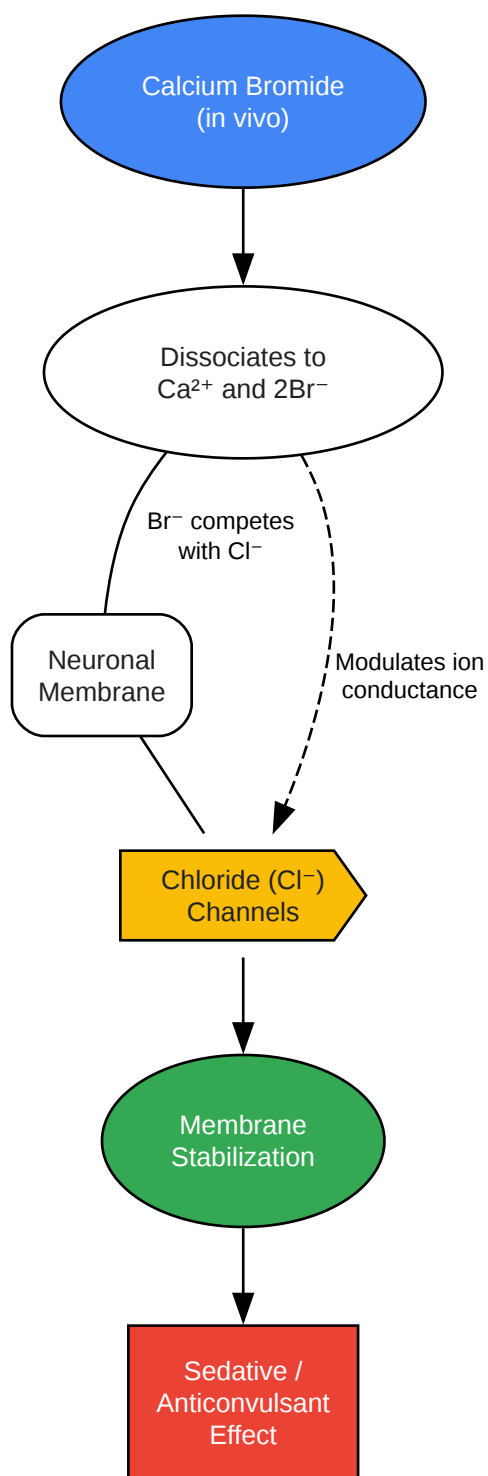 Calcium Bromide
(in vivo)
Dissociates to
Ca²⁺ and 2Br⁻
Br⁻ competes
with Cl⁻
Neuronal
Membrane
Modulates ion
conductance
Chloride (Cl⁻)
Channels
Membrane
Stabilization
Sedative /
Anticonvulsant
Effect